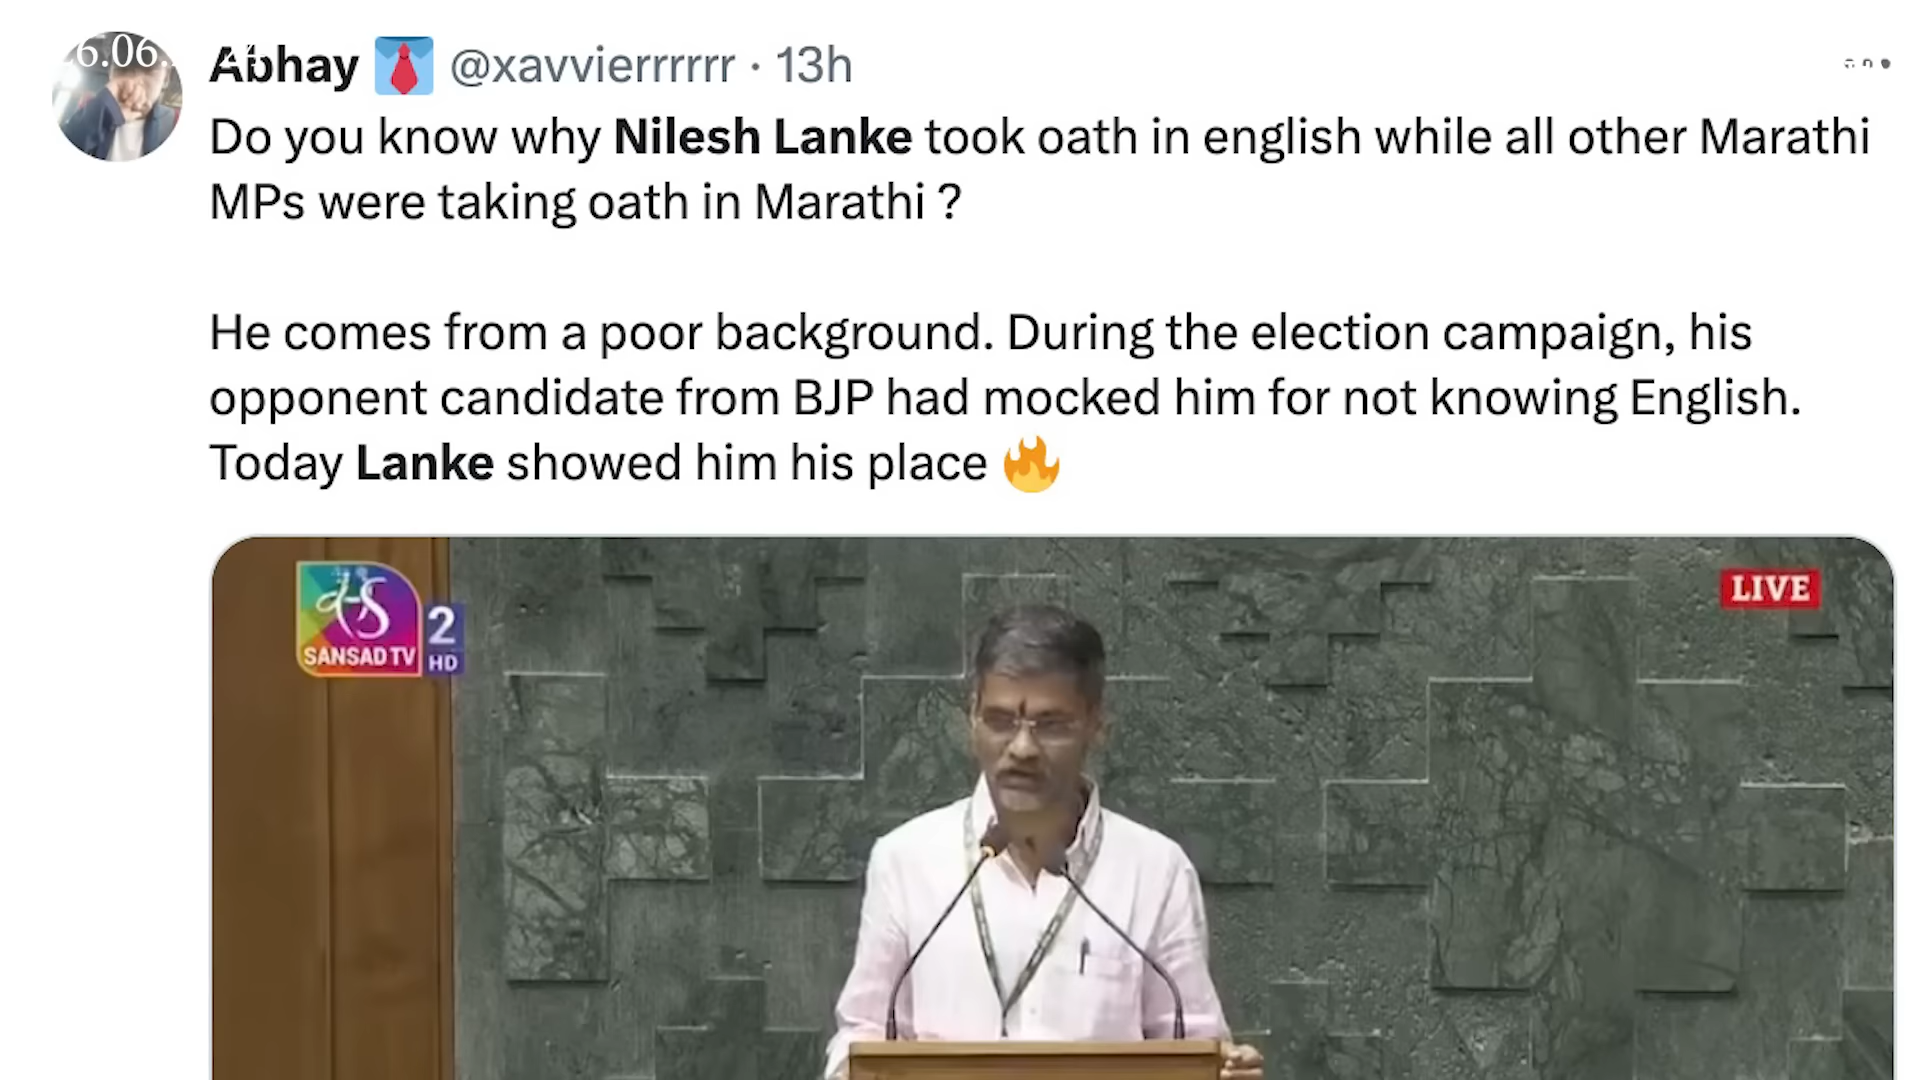 Abhay @xavvierrrrrr · 13h
Do you know why Nilesh Lanke took oath in english while all other Marathi
MPs were taking oath in Marathi ?
He comes from a poor background. During the election campaign, his
opponent candidate from BJP had mocked him for not knowing English.
Today Lanke showed him his place
LIVE
2
SANSAD TV HD